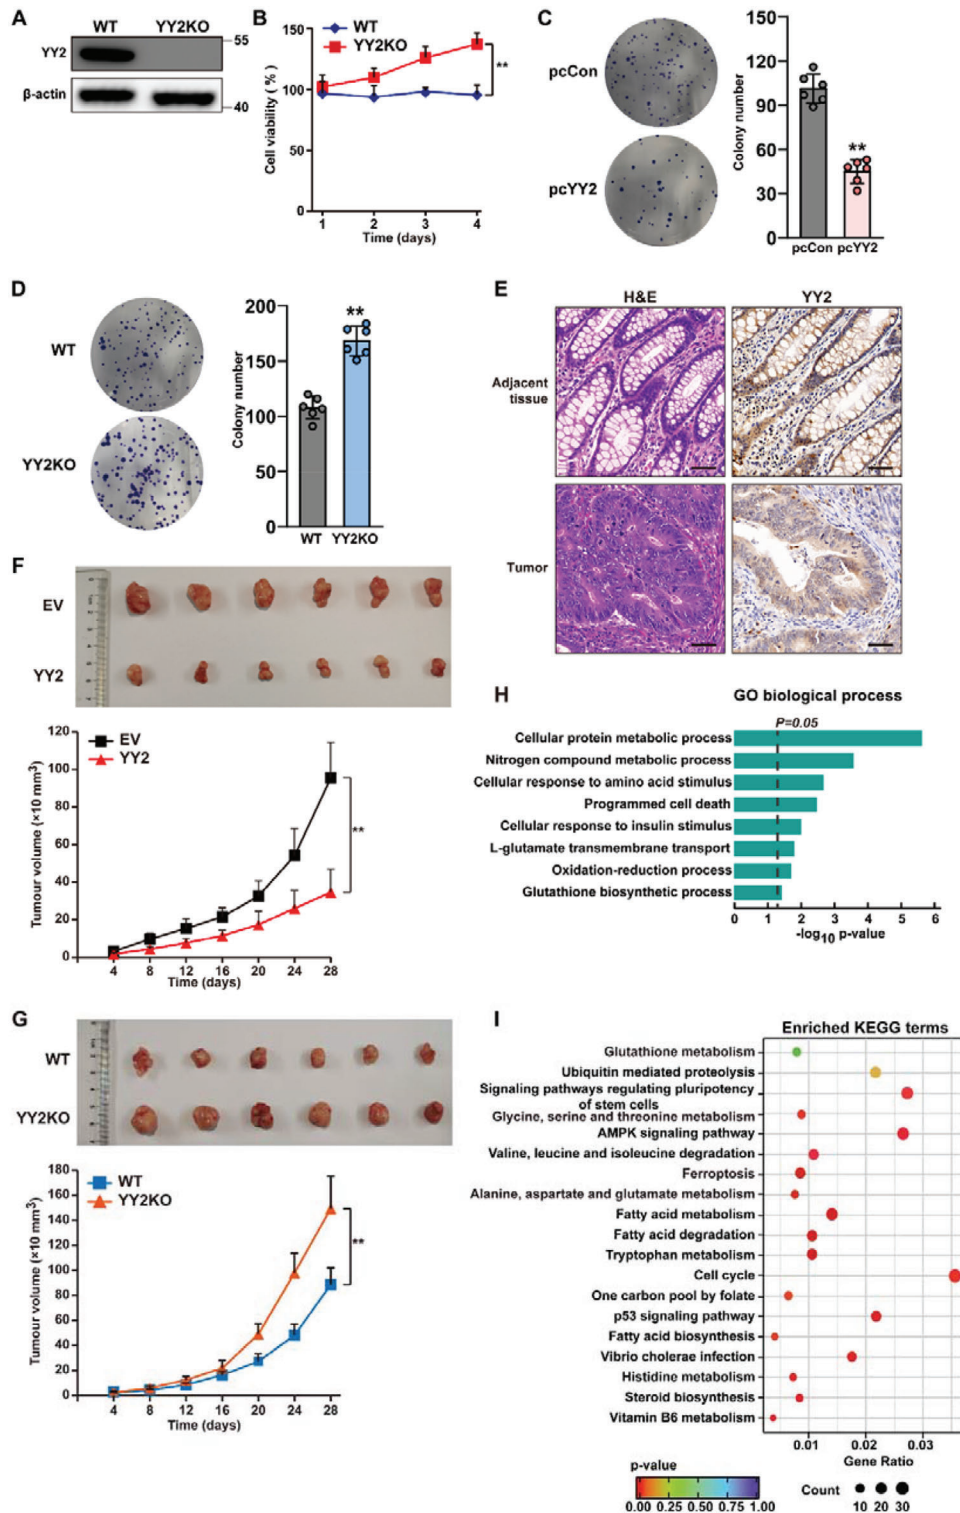 A
WT YY2KO
YY2
55
β-actin
40
B
WT
YY2KO
Cell viability ( % )
150
100
50
0
**
1 2 3 4
Time (days)
C
pcCon
pcYY2
Colony number
150
120
90
60
30
0
**
pcCon pcYY2
D
WT
YY2KO
Colony number
200
150
100
50
0
**
WT YY2KO
E
H&E YY2
Adjacent
tissue
Tumor
F
EV
YY2
EV
YY2
Tumour volume (×10 mm³)
120
100
80
60
40
20
0
**
4 8 12 16 20 24 28
Time (days)
G
WT
YY2KO
WT
YY2KO
Tumour volume (×10 mm³)
180
160
140
120
100
80
60
40
20
0
**
4 8 12 16 20 24 28
Time (days)
H
GO biological process
P=0.05
Cellular protein metabolic process
Nitrogen compound metabolic process
Cellular response to amino acid stimulus
Programmed cell death
Cellular response to insulin stimulus
L-glutamate transmembrane transport
Oxidation-reduction process
Glutathione biosynthetic process
0 1 2 3 4 5 6
-log₁₀ p-value
I
Enriched KEGG terms
Glutathione metabolism
Ubiquitin mediated proteolysis
Signaling pathways regulating pluripotency
of stem cells
Glycine, serine and threonine metabolism
AMPK signaling pathway
Valine, leucine and isoleucine degradation
Ferroptosis
Alanine, aspartate and glutamate metabolism
Fatty acid metabolism
Fatty acid degradation
Tryptophan metabolism
Cell cycle
One carbon pool by folate
p53 signaling pathway
Fatty acid biosynthesis
Vibrio cholerae infection
Histidine metabolism
Steroid biosynthesis
Vitamin B6 metabolism
0.01 0.02 0.03
Gene Ratio
p-value
0.00 0.25 0.50 0.75 1.00
Count
10 20 30